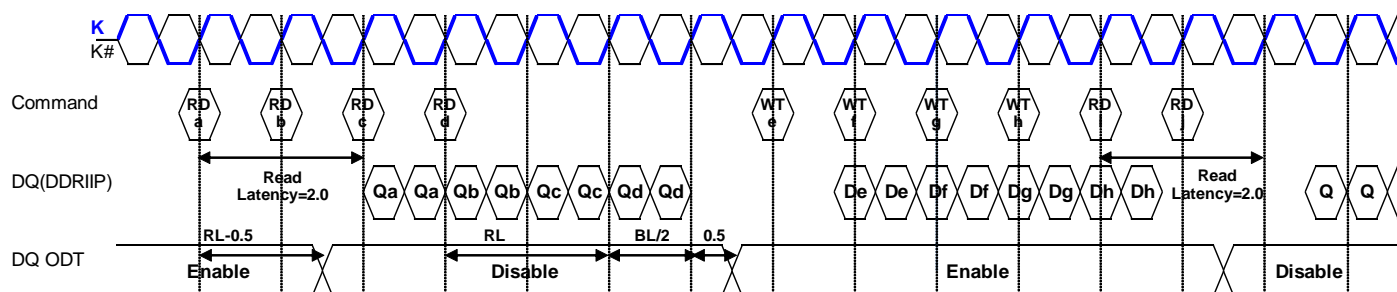 K
K#
Command
RD a RD b RD c RD d WT e WT f WT g WT h RD i RD j
Read
Latency=2.0
Read
Latency=2.0
DQ(DDRIIP)
Qa Qa Qb Qb Qc Qc Qd Qd De De Df Df Dg Dg Dh Dh Q Q
RL-0.5 RL BL/2 0.5
DQ ODT
Enable Disable Enable Disable